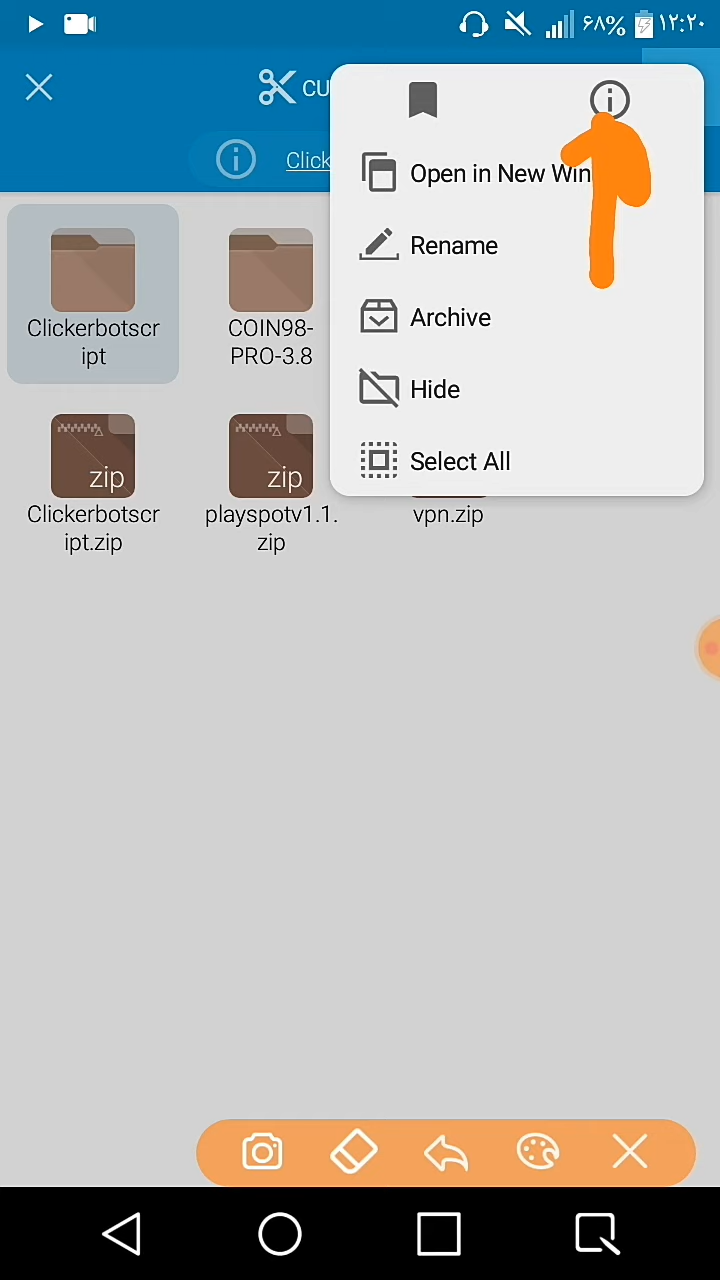 ۶۸% ۱۲:۲۰
CU
Click
Open in New Win
Rename
Archive
Hide
Select All
Clickerbotscr
ipt
COIN98-
PRO-3.8
zip
Clickerbotscr
ipt.zip
zip
playspotv1.1.
zip
vpn.zip